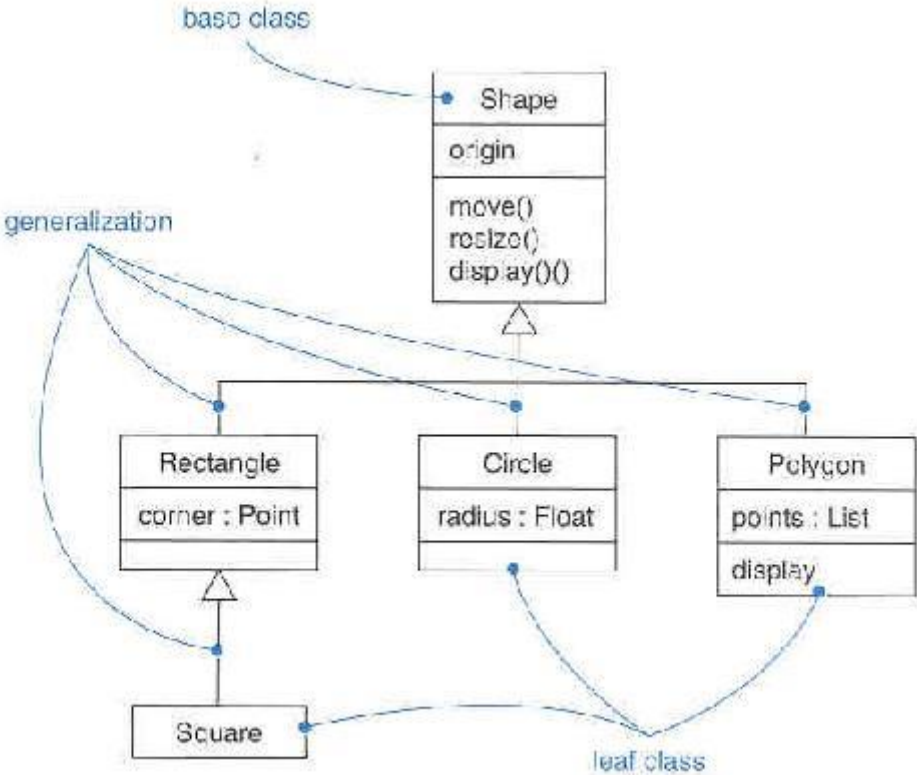 base class
Shape
origin
move()
resize()
display()()
generalization
Rectangle
corner : Point
Circle
radius : Float
Polygon
points : List
display
Square
leaf class